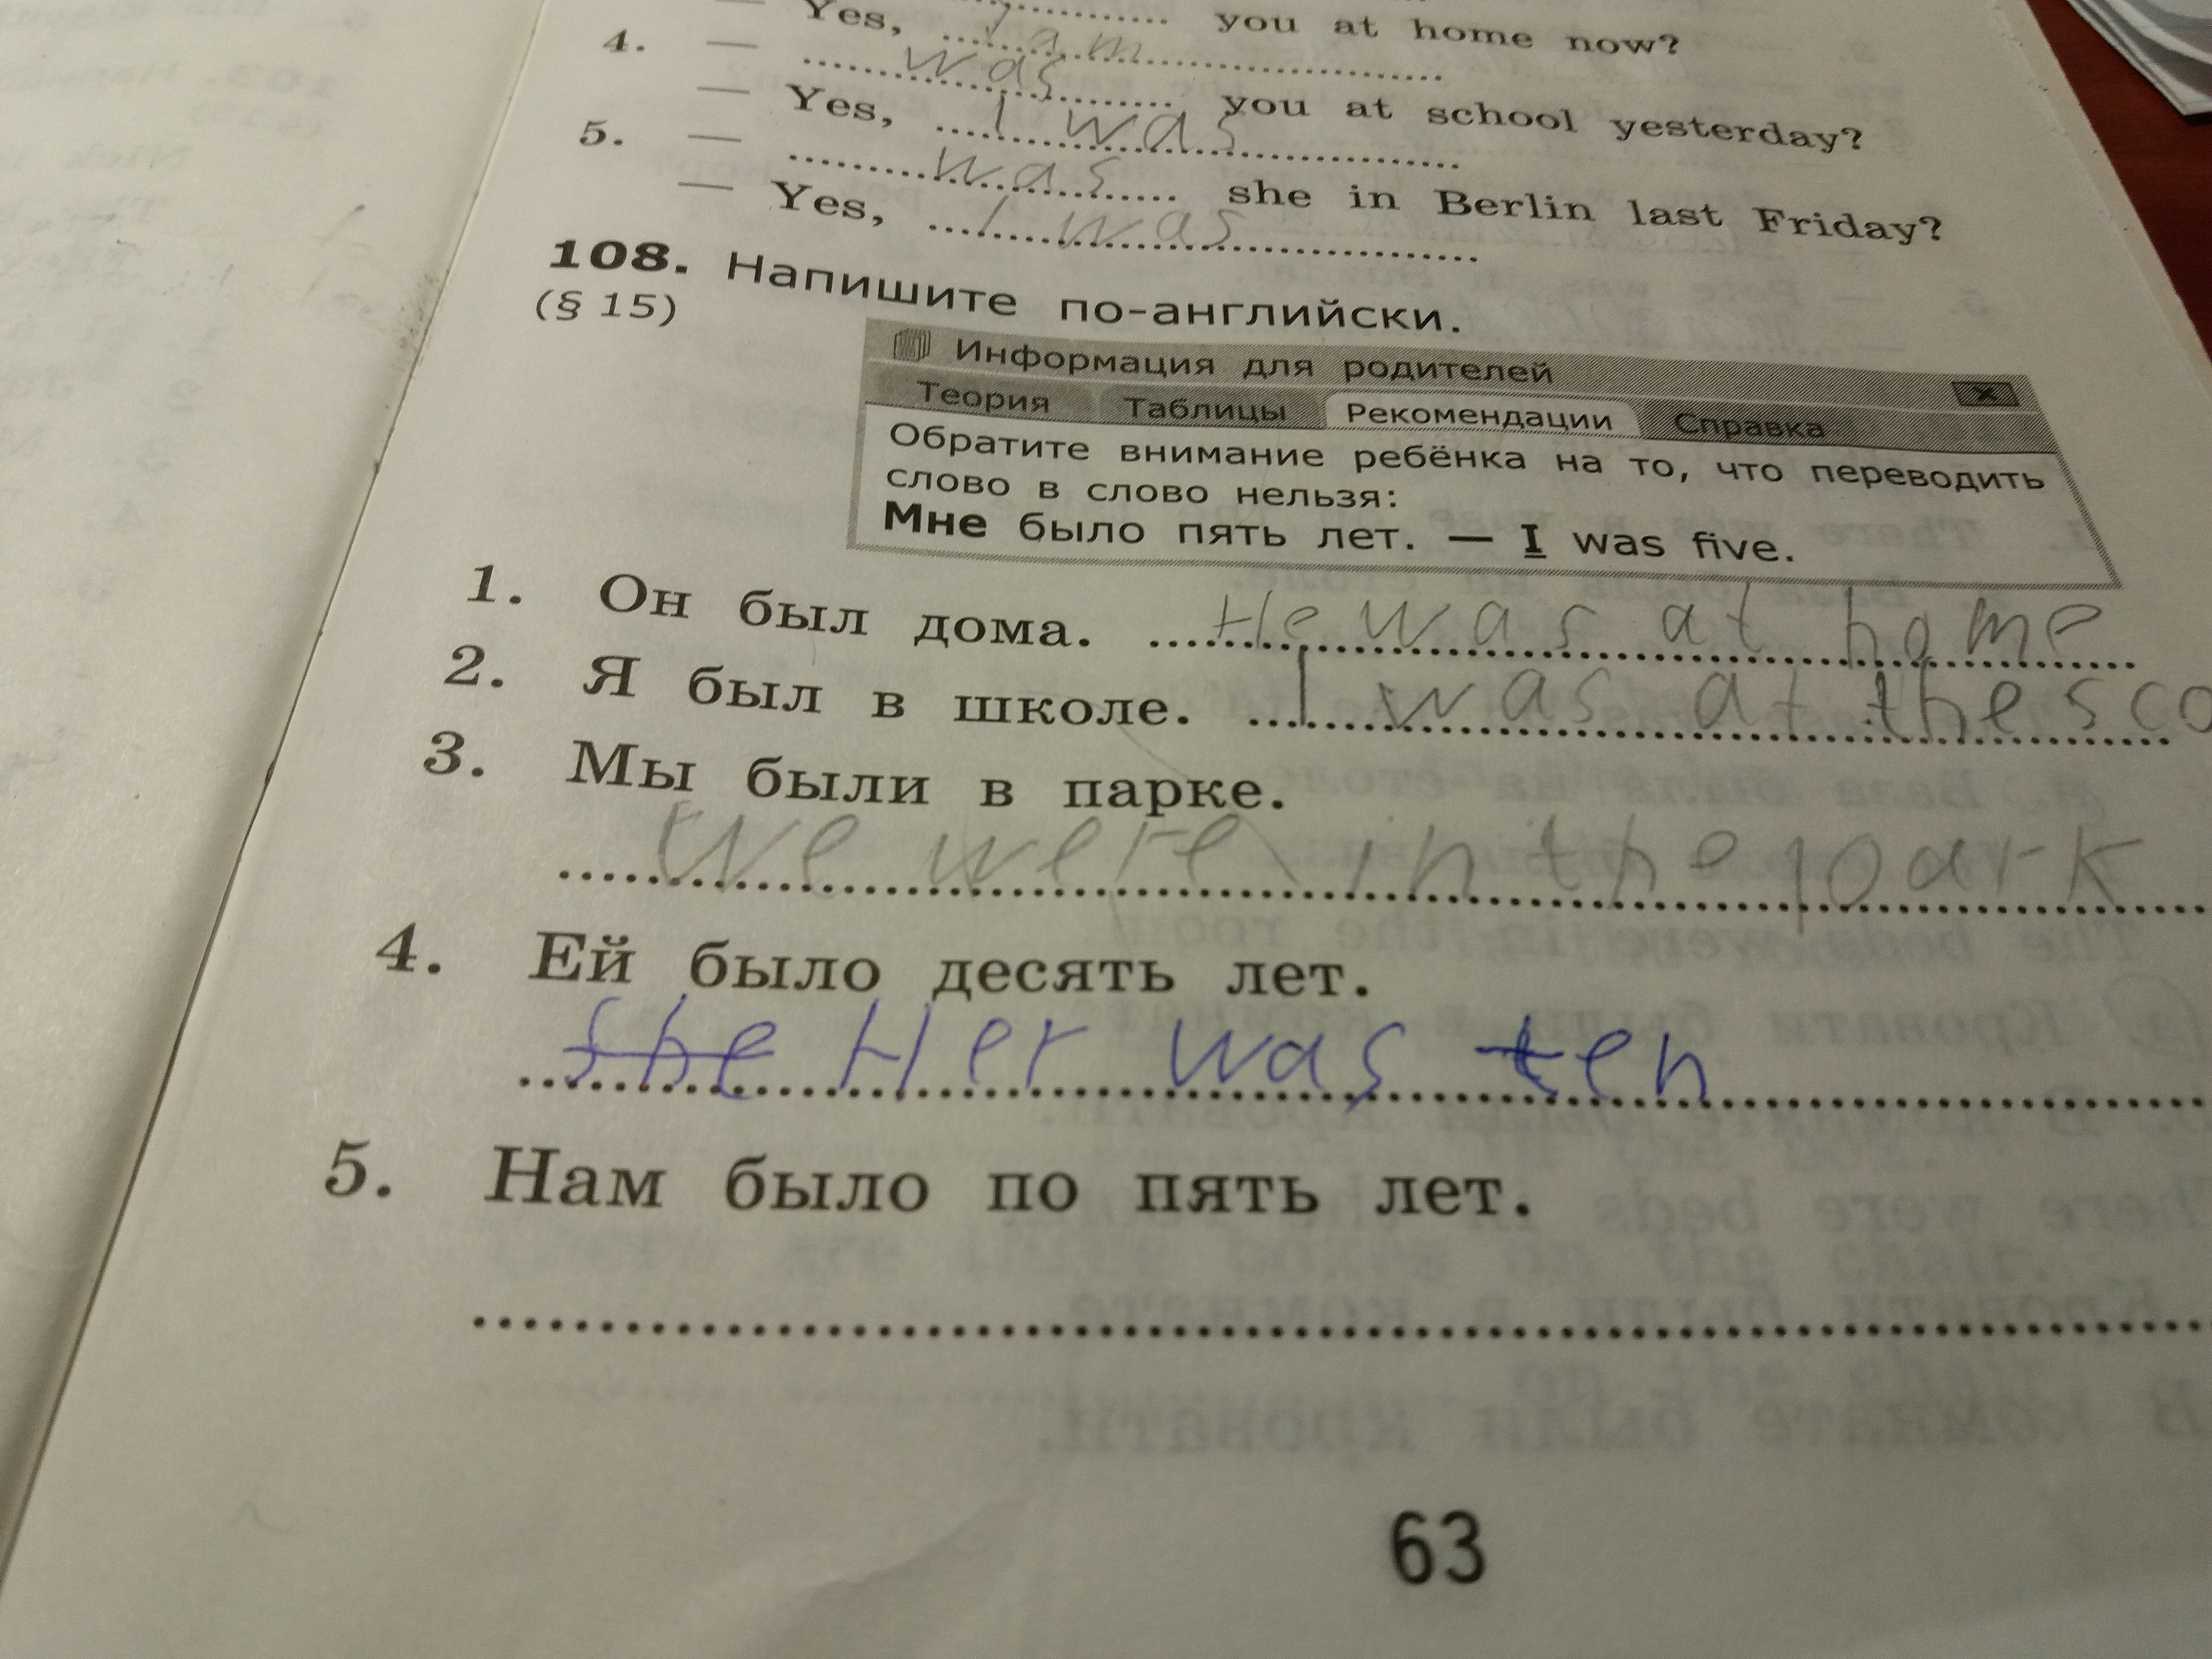 you at home now?
— Yes, I am
4. — was you at school yesterday?
— Yes, I was
5. — was she in Berlin last Friday?
— Yes, I was
108. Напишите по-английски.
(§ 15)
Информация для родителей
Теория Таблицы Рекомендации Справка
Обратите внимание ребёнка на то, что переводить
слово в слово нельзя:
Мне было пять лет. — I was five.
1. Он был дома. He was at home
2. Я был в школе. I was at the sco
3. Мы были в парке.
We were in the park
4. Ей было десять лет.
She Her was ten
5. Нам было по пять лет.
63